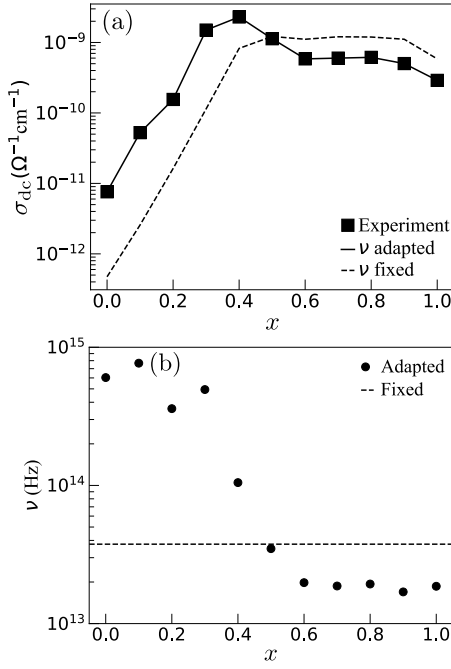 (a)
10⁻⁹
10⁻¹⁰
10⁻¹¹
10⁻¹²
σ_dc(Ω⁻¹cm⁻¹)
Experiment
ν adapted
ν fixed
0.0 0.2 0.4 0.6 0.8 1.0
x
(b)
10¹⁵
10¹⁴
10¹³
ν (Hz)
Adapted
Fixed
0.0 0.2 0.4 0.6 0.8 1.0
x